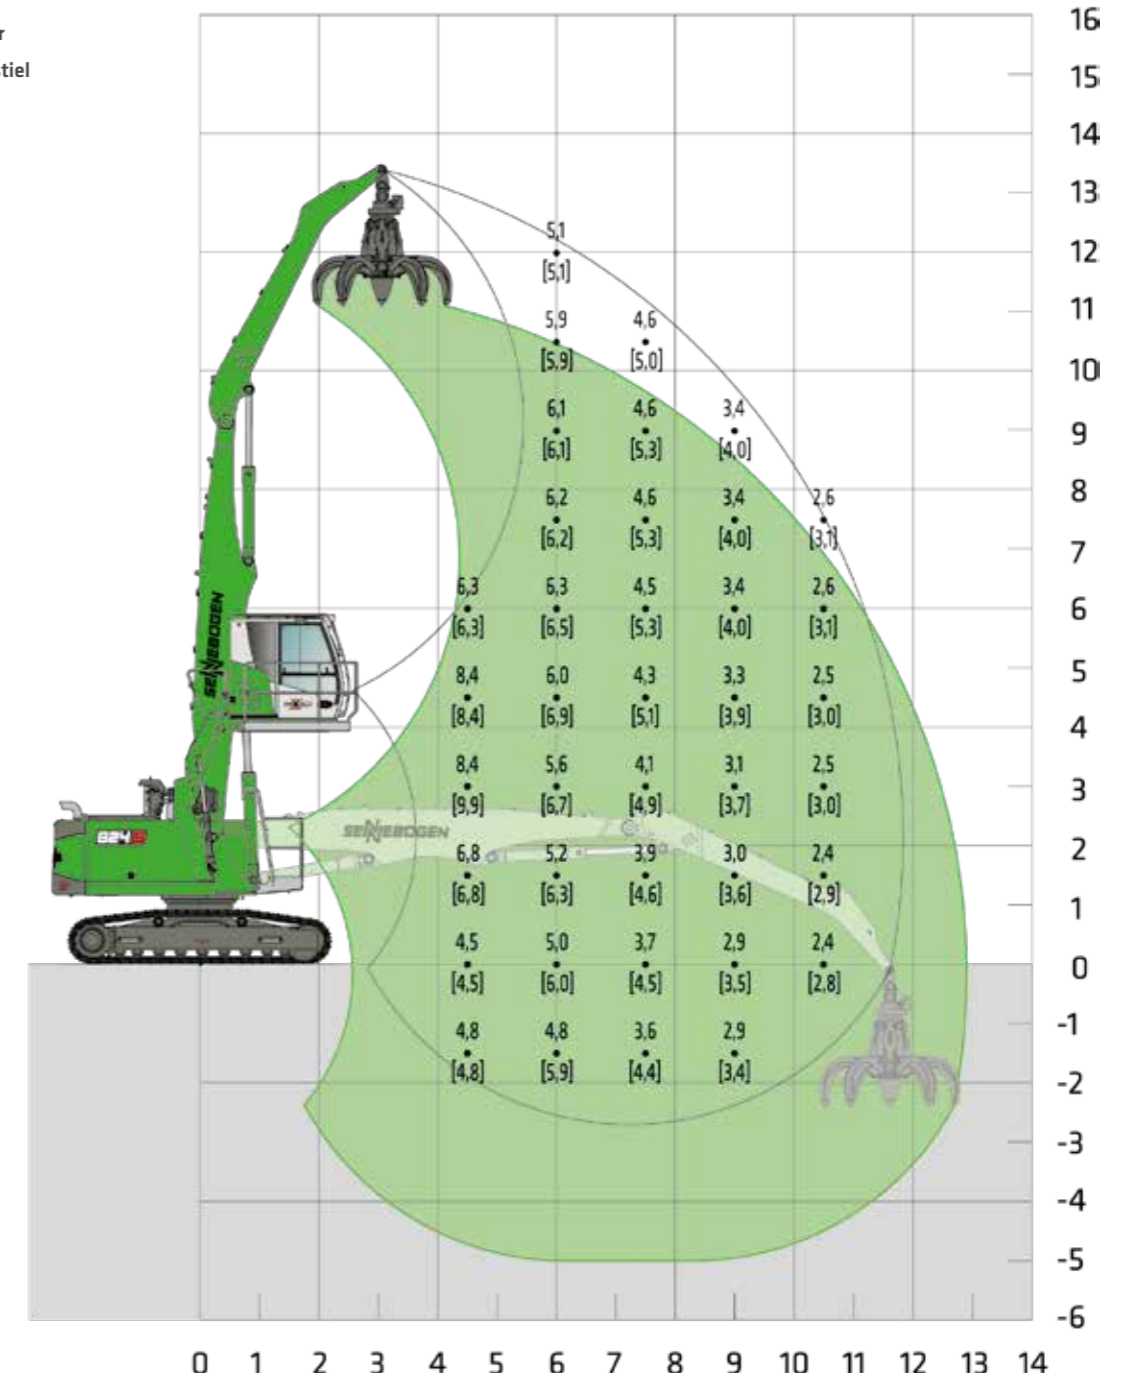 r
tiel
16
15
14
13
12
11
10
9
8
7
6
5
4
3
2
1
0
-1
-2
-3
-4
-5
-6
5,1
[5,1]
5,9 4,6
[5,9] [5,0]
6,1 4,6 3,4
[6,1] [5,3] [4,0]
6,2 4,6 3,4 2,6
[6,2] [5,3] [4,0] [3,1]
6,3 6,3 4,5 3,4 2,6
[6,3] [6,5] [5,3] [4,0] [3,1]
8,4 6,0 4,3 3,3 2,5
[8,4] [6,9] [5,1] [3,9] [3,0]
8,4 5,6 4,1 3,1 2,5
[9,9] [6,7] [4,9] [3,7] [3,0]
6,8 5,2 3,9 3,0 2,4
[6,8] [6,3] [4,6] [3,6] [2,9]
4,5 5,0 3,7 2,9 2,4
[4,5] [6,0] [4,5] [3,5] [2,8]
4,8 4,8 3,6 2,9
[4,8] [5,9] [4,4] [3,4]
SENNEBOGEN
SENNEBOGEN
824
0 1 2 3 4 5 6 7 8 9 10 11 12 13 14